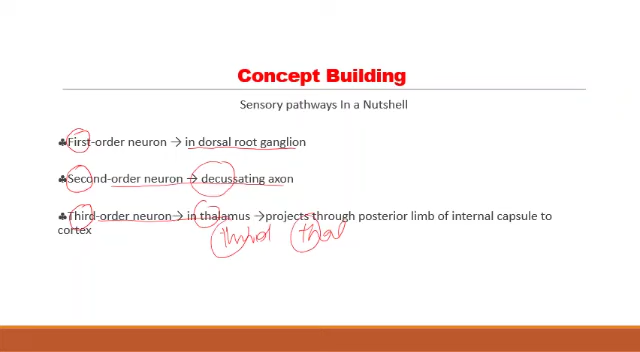 Concept Building
Sensory pathways In a Nutshell
♣First-order neuron → in dorsal root ganglion
♣Second-order neuron → decussating axon
♣Third-order neuron→ in thalamus →projects through posterior limb of internal capsule to
cortex
third thal